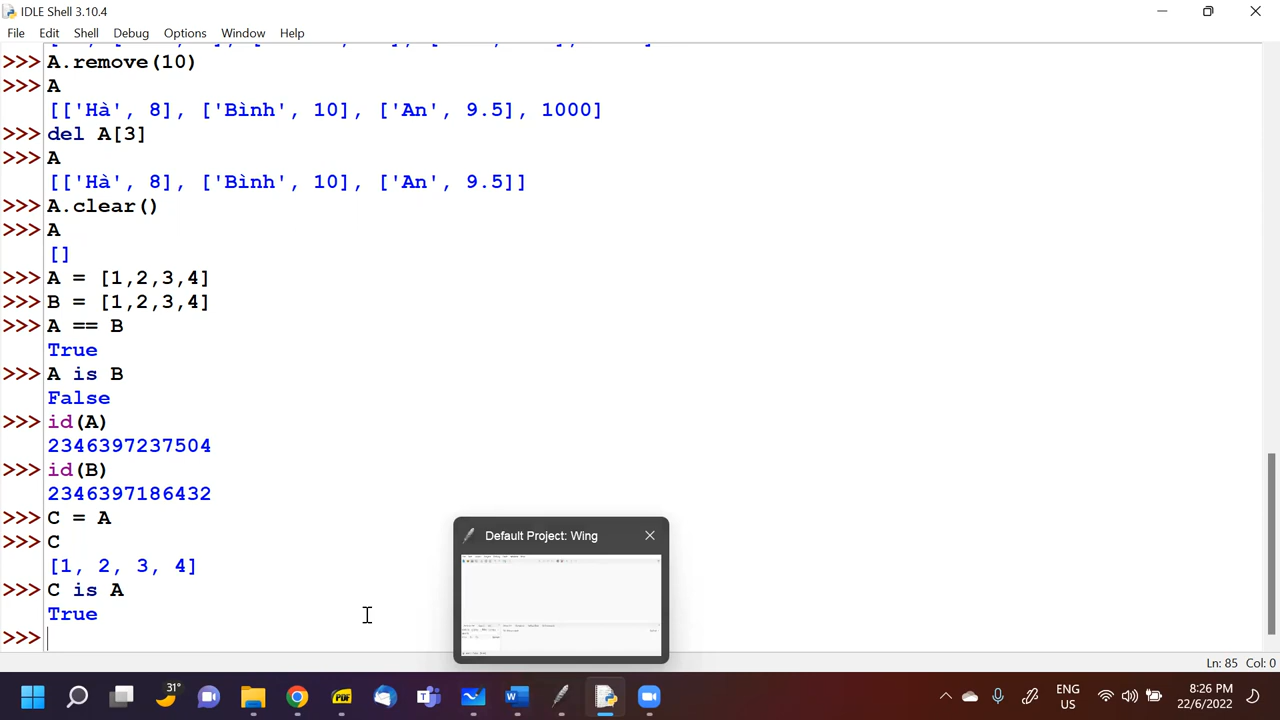 IDLE Shell 3.10.4
File Edit Shell Debug Options Window Help
>>> A.remove(10)
>>> A
[['Hà', 8], ['Bình', 10], ['An', 9.5], 1000]
>>> del A[3]
>>> A
[['Hà', 8], ['Bình', 10], ['An', 9.5]]
>>> A.clear()
>>> A
[]
>>> A = [1,2,3,4]
>>> B = [1,2,3,4]
>>> A == B
True
>>> A is B
False
>>> id(A)
2346397237504
>>> id(B)
2346397186432
>>> C = A
>>> C
[1, 2, 3, 4]
>>> C is A
True
>>>
Default Project: Wing
Ln: 85 Col: 0
31°
PDF
ENG
US
8:26 PM
22/6/2022